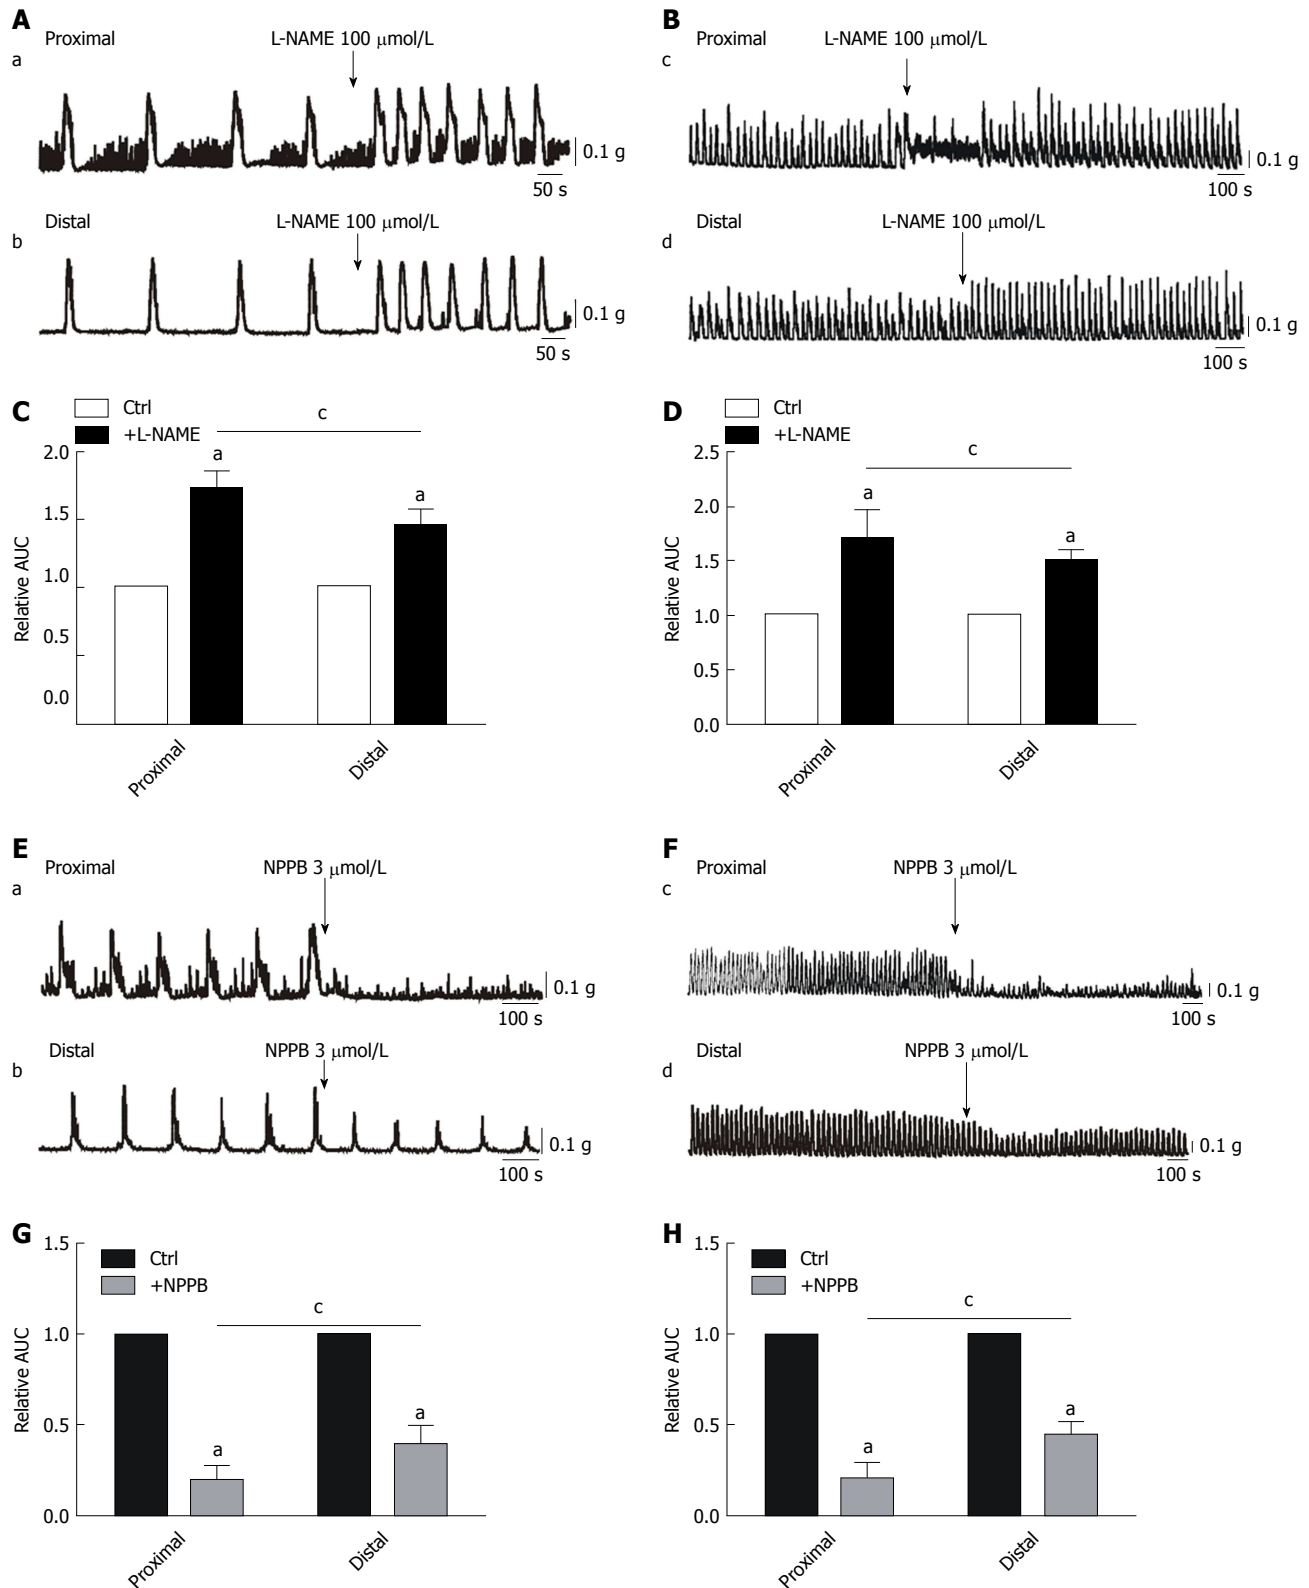 A
Proximal
L-NAME 100 μmol/L
a
0.1 g
50 s
Distal
L-NAME 100 μmol/L
b
0.1 g
50 s
B
Proximal
L-NAME 100 μmol/L
c
0.1 g
100 s
Distal
L-NAME 100 μmol/L
d
0.1 g
100 s
C
Ctrl
+L-NAME
c
a
a
2.0
1.5
1.0
0.5
0.0
Relative AUC
Proximal
Distal
D
Ctrl
+L-NAME
c
a
a
2.5
2.0
1.5
1.0
0.5
0.0
Relative AUC
Proximal
Distal
E
Proximal
NPPB 3 μmol/L
a
0.1 g
100 s
Distal
NPPB 3 μmol/L
b
0.1 g
100 s
F
Proximal
NPPB 3 μmol/L
c
0.1 g
100 s
Distal
NPPB 3 μmol/L
d
0.1 g
100 s
G
Ctrl
+NPPB
c
a
a
1.5
1.0
0.5
0.0
Relative AUC
Proximal
Distal
H
Ctrl
+NPPB
c
a
a
1.5
1.0
0.5
0.0
Relative AUC
Proximal
Distal